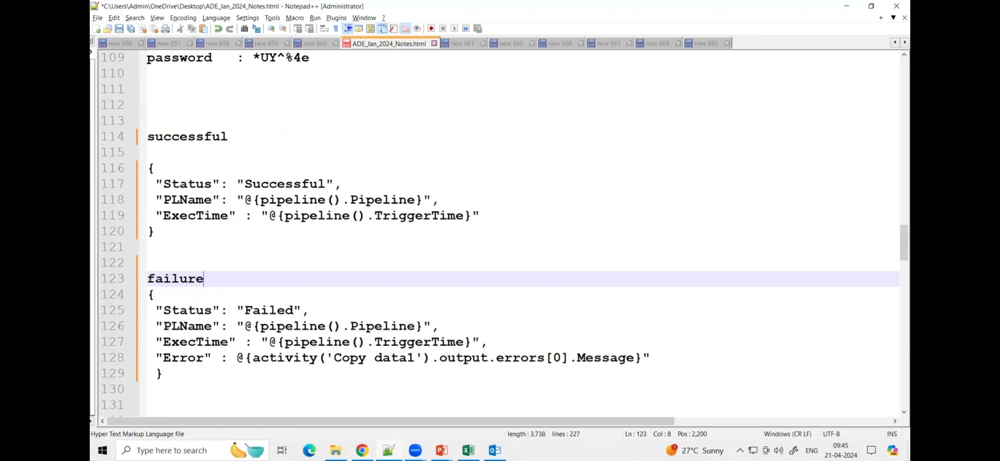 *C:\Users\Admin\OneDrive\Desktop\ADE_Jan_2024_Notes.html - Notepad++ [Administrator]
File Edit Search View Encoding Language Settings Tools Macro Run Plugins Window ?
new 656 new 657 new 658 new 659 new 660 ADE_Jan_2024_Notes.html new 661 new 662 new 664 new 663 new 669 new 665
109 password : *UY^%4e
110
111
112
113
114 successful
115
116 {
117 "Status": "Successful",
118 "PLName": "@{pipeline().Pipeline}",
119 "ExecTime" : "@{pipeline().TriggerTime}"
120 }
121
122
123 failure
124 {
125 "Status": "Failed",
126 "PLName": "@{pipeline().Pipeline}",
127 "ExecTime" : "@{pipeline().TriggerTime}",
128 "Error" : @{activity('Copy data1').output.errors[0].Message}"
129 }
130
131
Hyper Text Markup Language file length : 3,738 lines : 227 Ln : 123 Col : 8 Pos : 2,200 Windows (CR LF) UTF-8 INS
Type here to search zoom 27°C Sunny ENG 09:45
21-04-2024